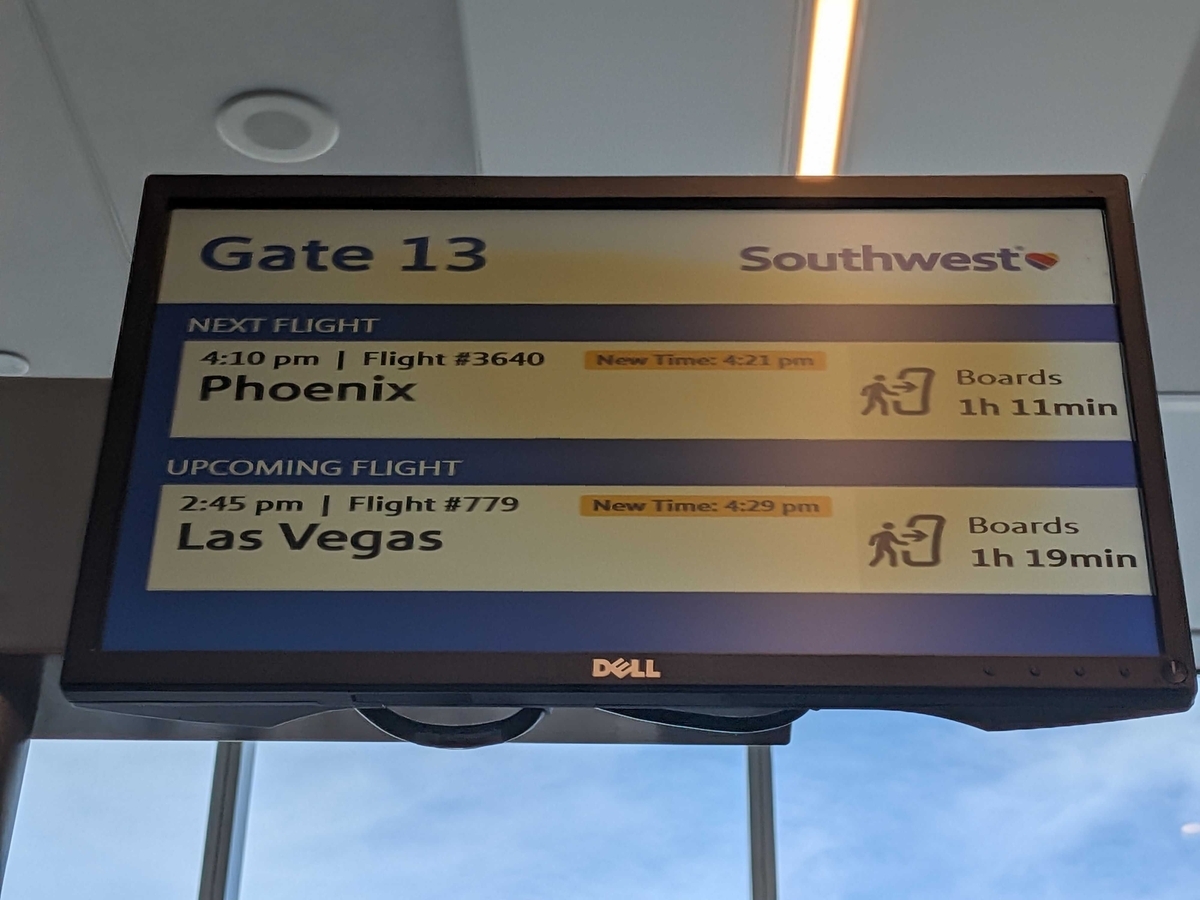 Gate 13
Southwest®
NEXT FLIGHT
4:10 pm | Flight #3640
New Time: 4:21 pm
Phoenix
Boards
1h 11min
UPCOMING FLIGHT
2:45 pm | Flight #779
New Time: 4:29 pm
Las Vegas
Boards
1h 19min
DELL